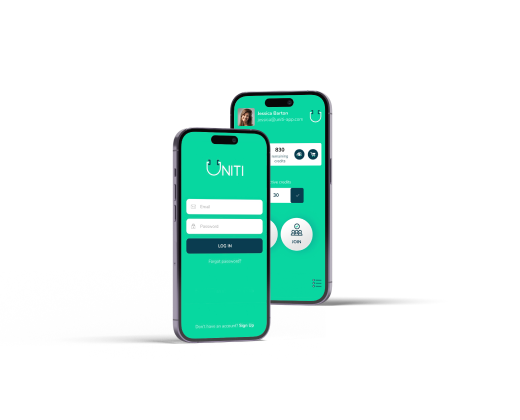 UNITI
Email
Password
LOG IN
Forgot password?
Don't have an account? Sign Up
Jessica Barton
jessica@uniti-app.com
830
remaining
credits
30
JOIN